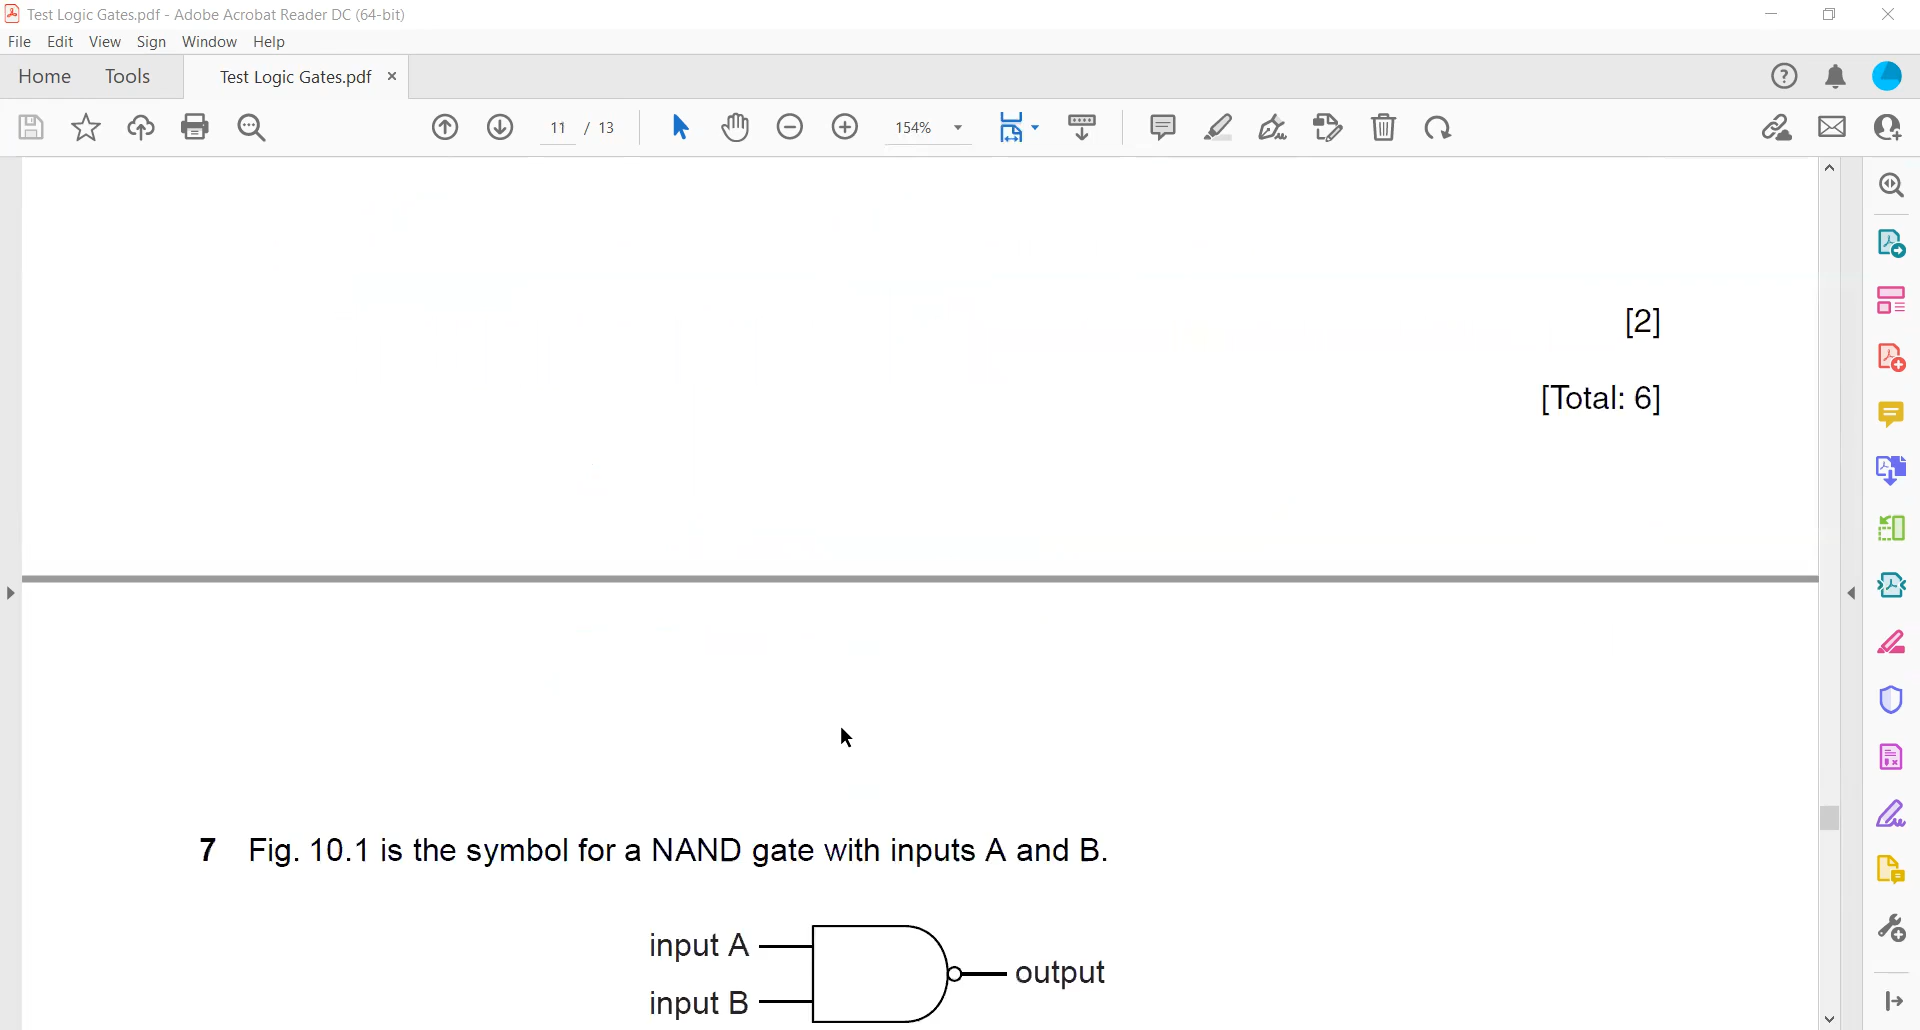 Test Logic Gates.pdf - Adobe Acrobat Reader DC (64-bit)
File Edit View Sign Window Help
Home Tools Test Logic Gates.pdf ×
11 / 13 154%
[2]
[Total: 6]
7 Fig. 10.1 is the symbol for a NAND gate with inputs A and B.
input A
output
input B